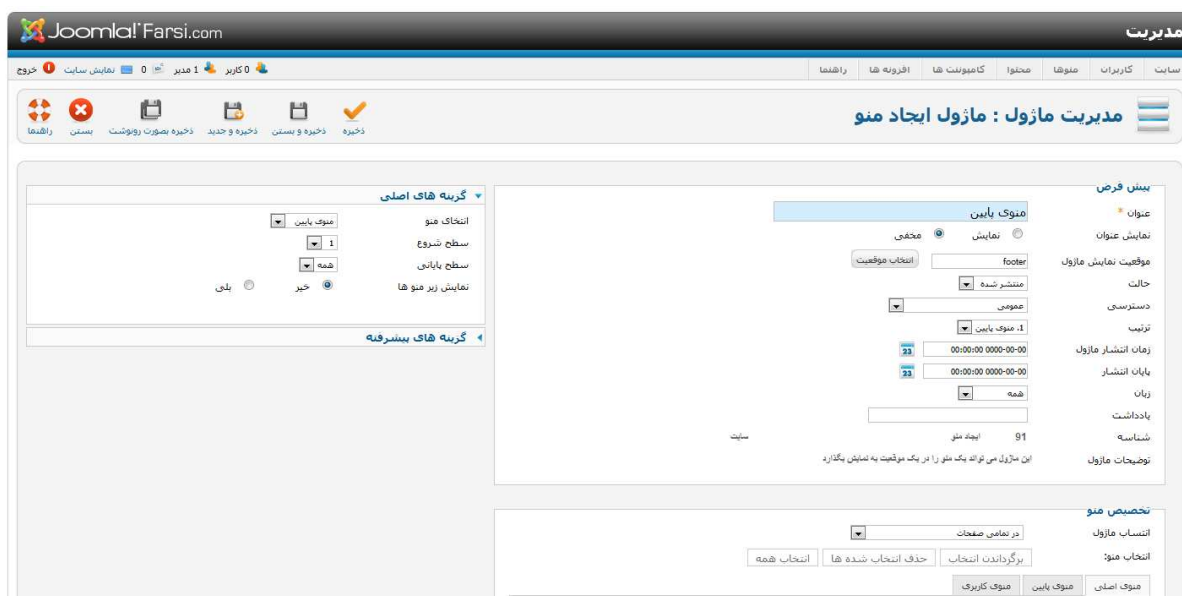 Joomla! Farsi.com
مدیریت
سایت کاربران منوها محتوا کامپوننت ها افزونه ها راهنما
0 کاربر 1 مدیر 0 نمایش سایت خروج
مدیریت ماژول : ماژول ایجاد منو
ذخیره ذخیره و بستن ذخیره و جدید ذخیره بصورت رونوشت بستن راهنما
پیش فرض
عنوان * منوی پایین
نمایش عنوان نمایش مخفی
موقعیت نمایش ماژول footer انتخاب موقعیت
حالت منتشر شده
دسترسی عمومی
ترتیب 1. منوی پایین
زمان انتشار ماژول 00:00:00 0000-00-00 23
پایان انتشار 00:00:00 0000-00-00 23
زبان همه
یادداشت
شناسه 91 ایجاد منو سایت
توضیحات ماژول این ماژول می تواند یک منو را در یک موقعیت به نمایش بگذارد
گزینه های اصلی
انتخاب منو منوی پایین
سطح شروع 1
سطح پایانی همه
نمایش زیر منو ها خیر بلی
گزینه های پیشرفته
تخصیص منو
انتساب ماژول در تمامی صفحات
انتخاب منو: برگرداندن انتخاب حذف انتخاب شده ها انتخاب همه
منوی اصلی منوی پایین منوی کاربری